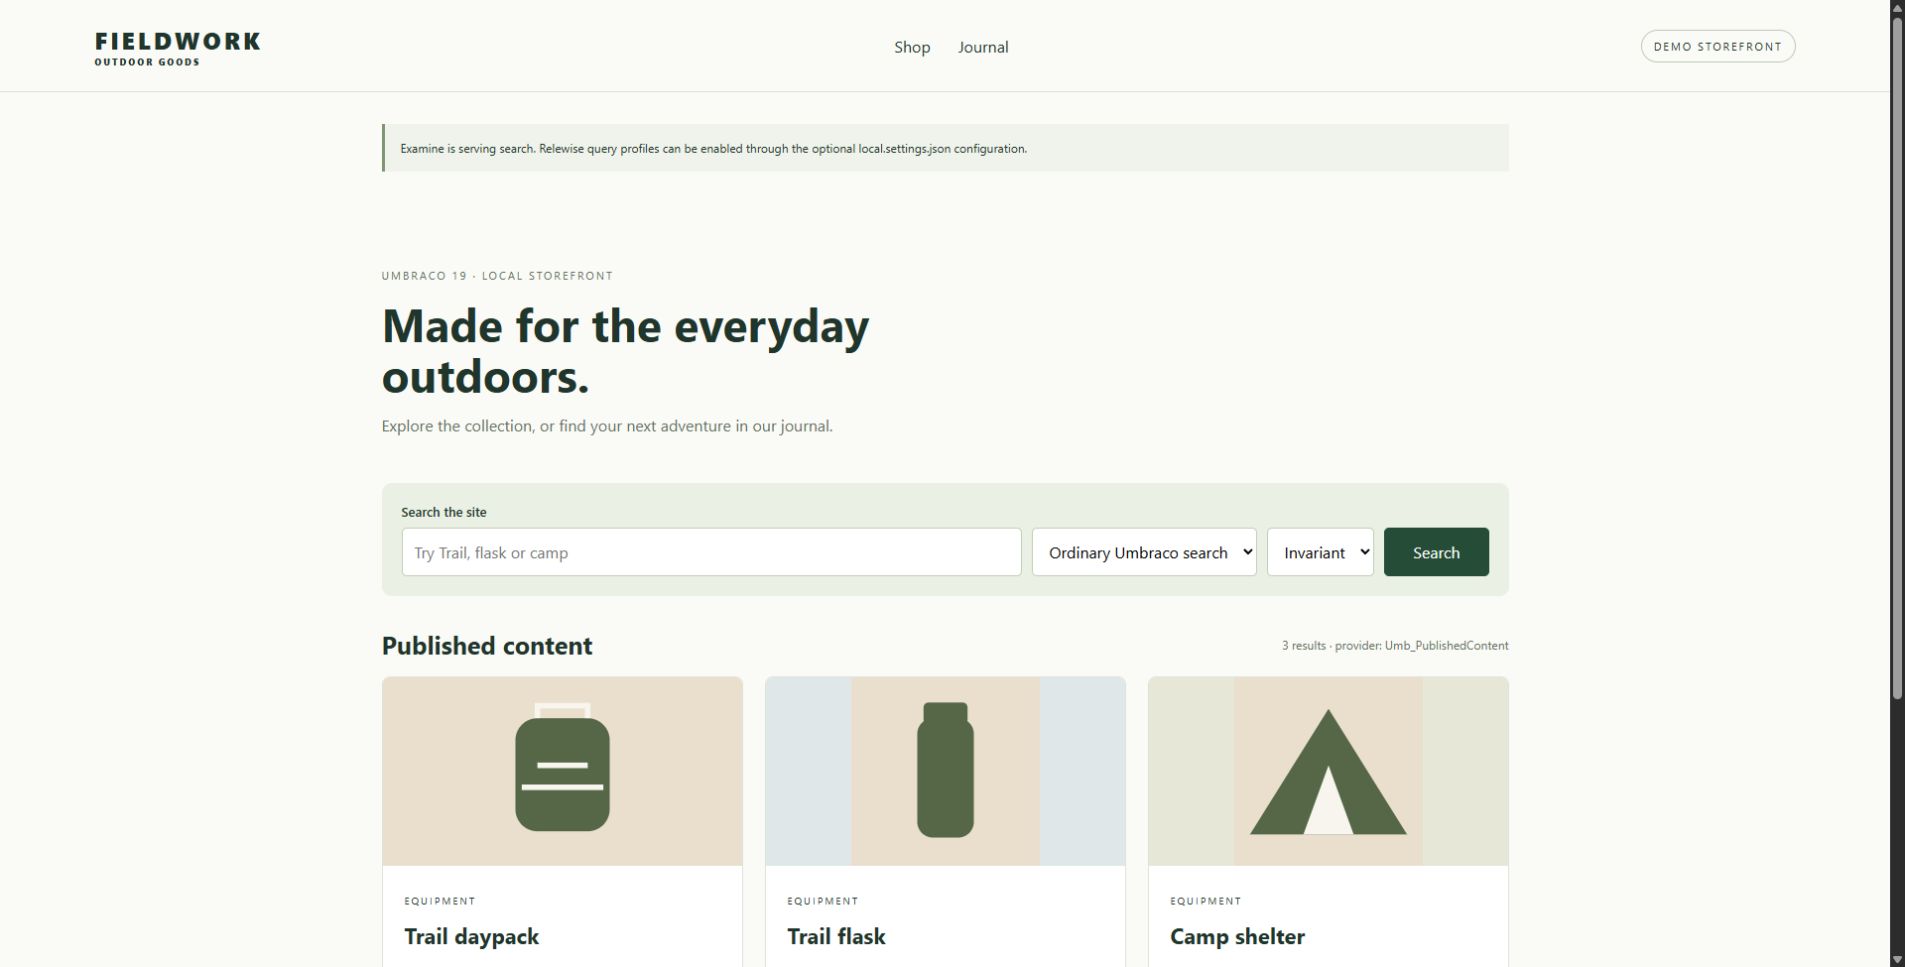 FIELDWORK
OUTDOOR GOODS
Shop
Journal
DEMO STOREFRONT
Examine is serving search. Relewise query profiles can be enabled through the optional local.settings.json configuration.
UMBRACO 19 · LOCAL STOREFRONT
Made for the everyday
outdoors.
Explore the collection, or find your next adventure in our journal.
Search the site
Try Trail, flask or camp
Ordinary Umbraco search
Invariant
Search
Published content
3 results · provider: Umb_PublishedContent
EQUIPMENT
Trail daypack
EQUIPMENT
Trail flask
EQUIPMENT
Camp shelter